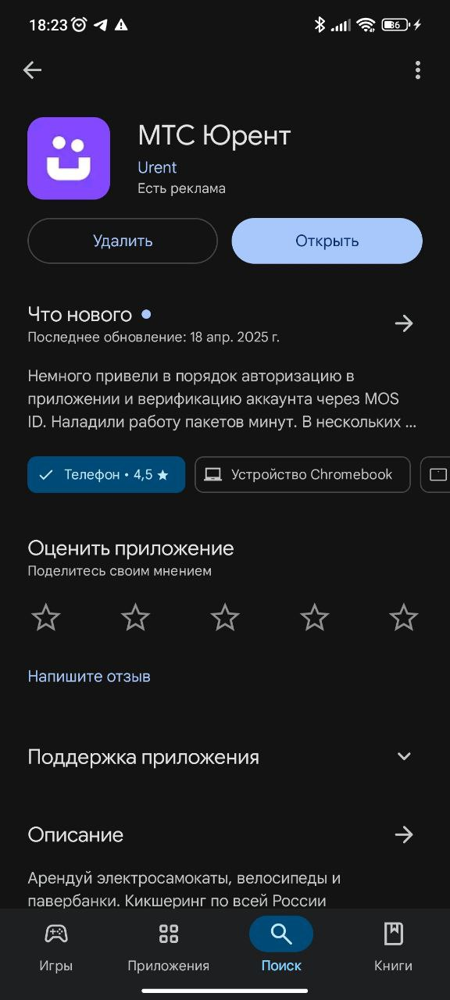 18:23
86
МТС Юрент
Urent
Есть реклама
Удалить
Открыть
Что нового
Последнее обновление: 18 апр. 2025 г.
Немного привели в порядок авторизацию в
приложении и верификацию аккаунта через MOS
ID. Наладили работу пакетов минут. В нескольких ...
Телефон • 4,5 ★
Устройство Chromebook
Оценить приложение
Поделитесь своим мнением
Напишите отзыв
Поддержка приложения
Описание
Арендуй электросамокаты, велосипеды и
павербанки. Кикшеринг по всей России
Игры
Приложения
Поиск
Книги